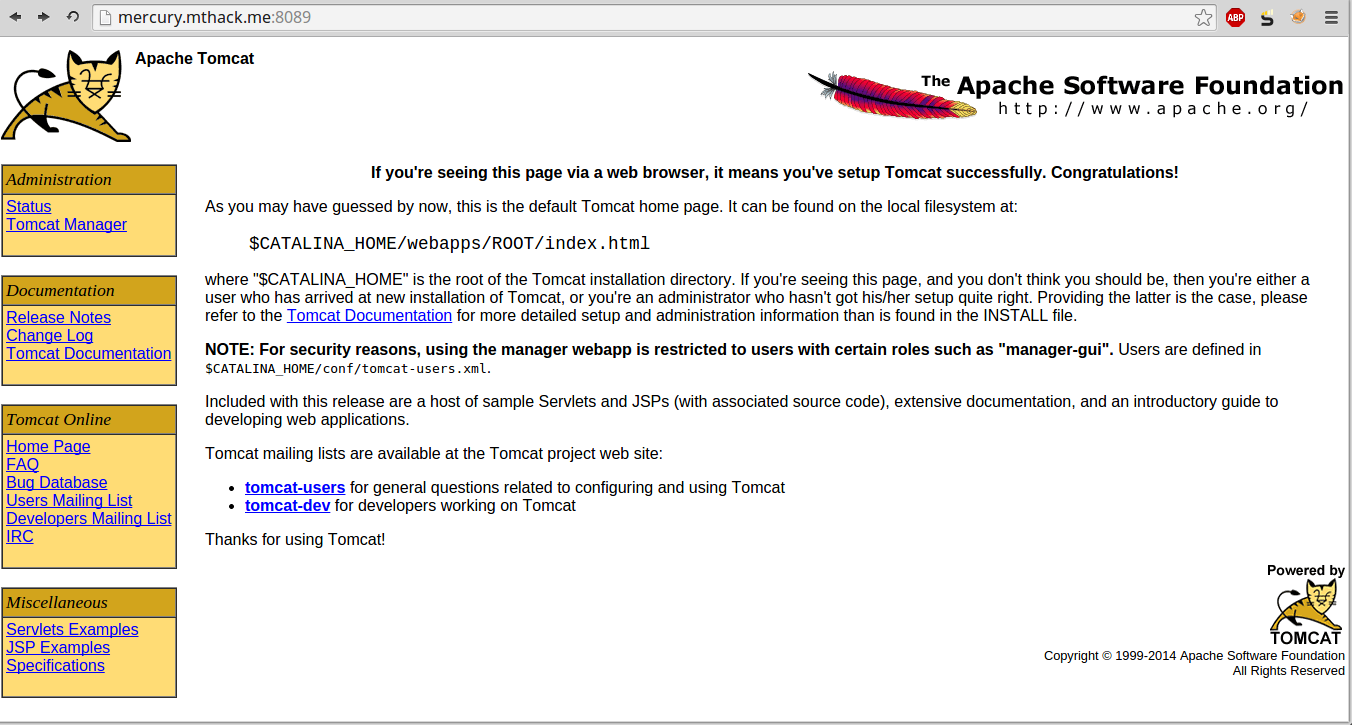 mercury.mthack.me:8089
ABP
Apache Tomcat
The Apache Software Foundation
http://www.apache.org/
Administration
Status
Tomcat Manager
Documentation
Release Notes
Change Log
Tomcat Documentation
Tomcat Online
Home Page
FAQ
Bug Database
Users Mailing List
Developers Mailing List
IRC
Miscellaneous
Servlets Examples
JSP Examples
Specifications
If you're seeing this page via a web browser, it means you've setup Tomcat successfully. Congratulations!
As you may have guessed by now, this is the default Tomcat home page. It can be found on the local filesystem at:
$CATALINA_HOME/webapps/ROOT/index.html
where "$CATALINA_HOME" is the root of the Tomcat installation directory. If you're seeing this page, and you don't think you should be, then you're either a
user who has arrived at new installation of Tomcat, or you're an administrator who hasn't got his/her setup quite right. Providing the latter is the case, please
refer to the Tomcat Documentation for more detailed setup and administration information than is found in the INSTALL file.
NOTE: For security reasons, using the manager webapp is restricted to users with certain roles such as "manager-gui". Users are defined in
$CATALINA_HOME/conf/tomcat-users.xml.
Included with this release are a host of sample Servlets and JSPs (with associated source code), extensive documentation, and an introductory guide to
developing web applications.
Tomcat mailing lists are available at the Tomcat project web site:
• tomcat-users for general questions related to configuring and using Tomcat
• tomcat-dev for developers working on Tomcat
Thanks for using Tomcat!
Powered by
TOMCAT
Copyright © 1999-2014 Apache Software Foundation
All Rights Reserved